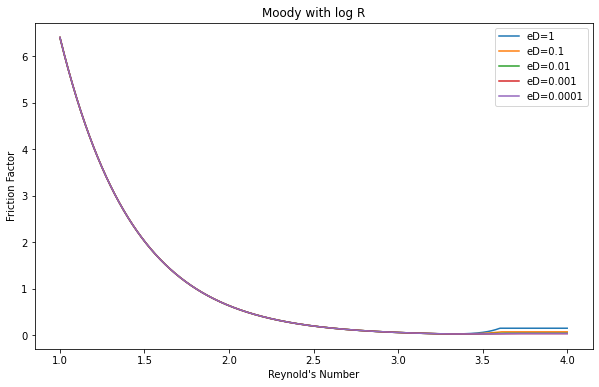 Moody with log R
Friction Factor
6
5
4
3
2
1
0
eD=1
eD=0.1
eD=0.01
eD=0.001
eD=0.0001
1.0 1.5 2.0 2.5 3.0 3.5 4.0
Reynold's Number